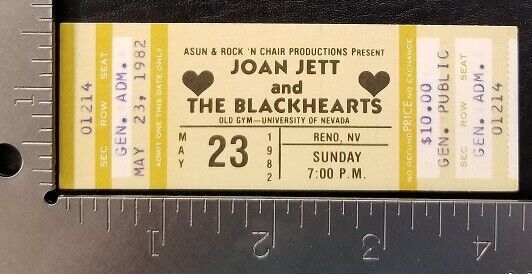 SEC ROW SEAT
01214
GEN. ADM.
MAY 23, 1982
ADMIT ONE THIS DATE ONLY
ASUN & ROCK 'N CHAIR PRODUCTIONS PRESENT
JOAN JETT
and
THE BLACKHEARTS
OLD GYM—UNIVERSITY OF NEVADA
MAY 23 1982
RENO, NV
SUNDAY
7:00 P.M.
NO REFUND PRICE NO EXCHANGE
$10.00
GEN. PUBLIC
SEC ROW SEAT
GEN. ADM.
01214
1 2 3 4